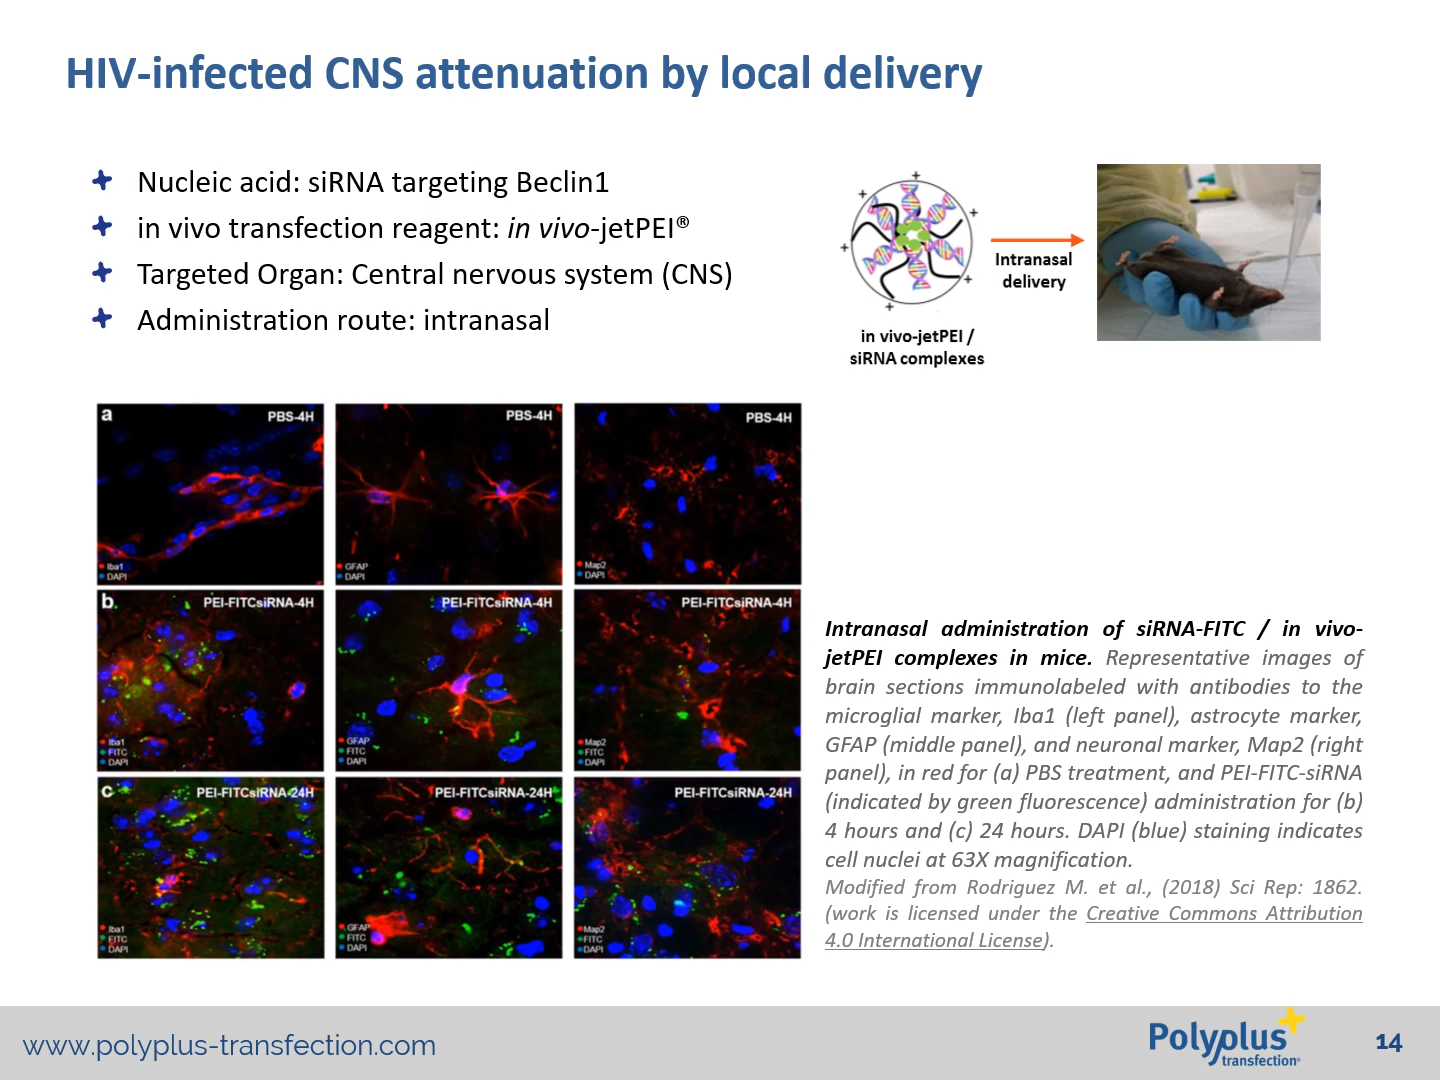 HIV-infected CNS attenuation by local delivery
Nucleic acid: siRNA targeting Beclin1
in vivo transfection reagent: in vivo-jetPEI®
Targeted Organ: Central nervous system (CNS)
Administration route: intranasal
+
+
+
+
+
Intranasal
delivery
in vivo-jetPEI /
siRNA complexes
a
PBS-4H
Iba1
DAPI
PBS-4H
GFAP
DAPI
PBS-4H
Map2
DAPI
b
PEI-FITCsiRNA-4H
Iba1
FITC
DAPI
PEI-FITCsiRNA-4H
GFAP
FITC
DAPI
PEI-FITCsiRNA-4H
Map2
FITC
DAPI
c
PEI-FITCsiRNA-24H
Iba1
FITC
DAPI
PEI-FITCsiRNA-24H
GFAP
FITC
DAPI
PEI-FITCsiRNA-24H
Map2
FITC
DAPI
Intranasal administration of siRNA-FITC / in vivo-
jetPEI complexes in mice. Representative images of
brain sections immunolabeled with antibodies to the
microglial marker, Iba1 (left panel), astrocyte marker,
GFAP (middle panel), and neuronal marker, Map2 (right
panel), in red for (a) PBS treatment, and PEI-FITC-siRNA
(indicated by green fluorescence) administration for (b)
4 hours and (c) 24 hours. DAPI (blue) staining indicates
cell nuclei at 63X magnification.
Modified from Rodriguez M. et al., (2018) Sci Rep: 1862.
(work is licensed under the Creative Commons Attribution
4.0 International License).
www.polyplus-transfection.com
Polyplus
transfection®
14